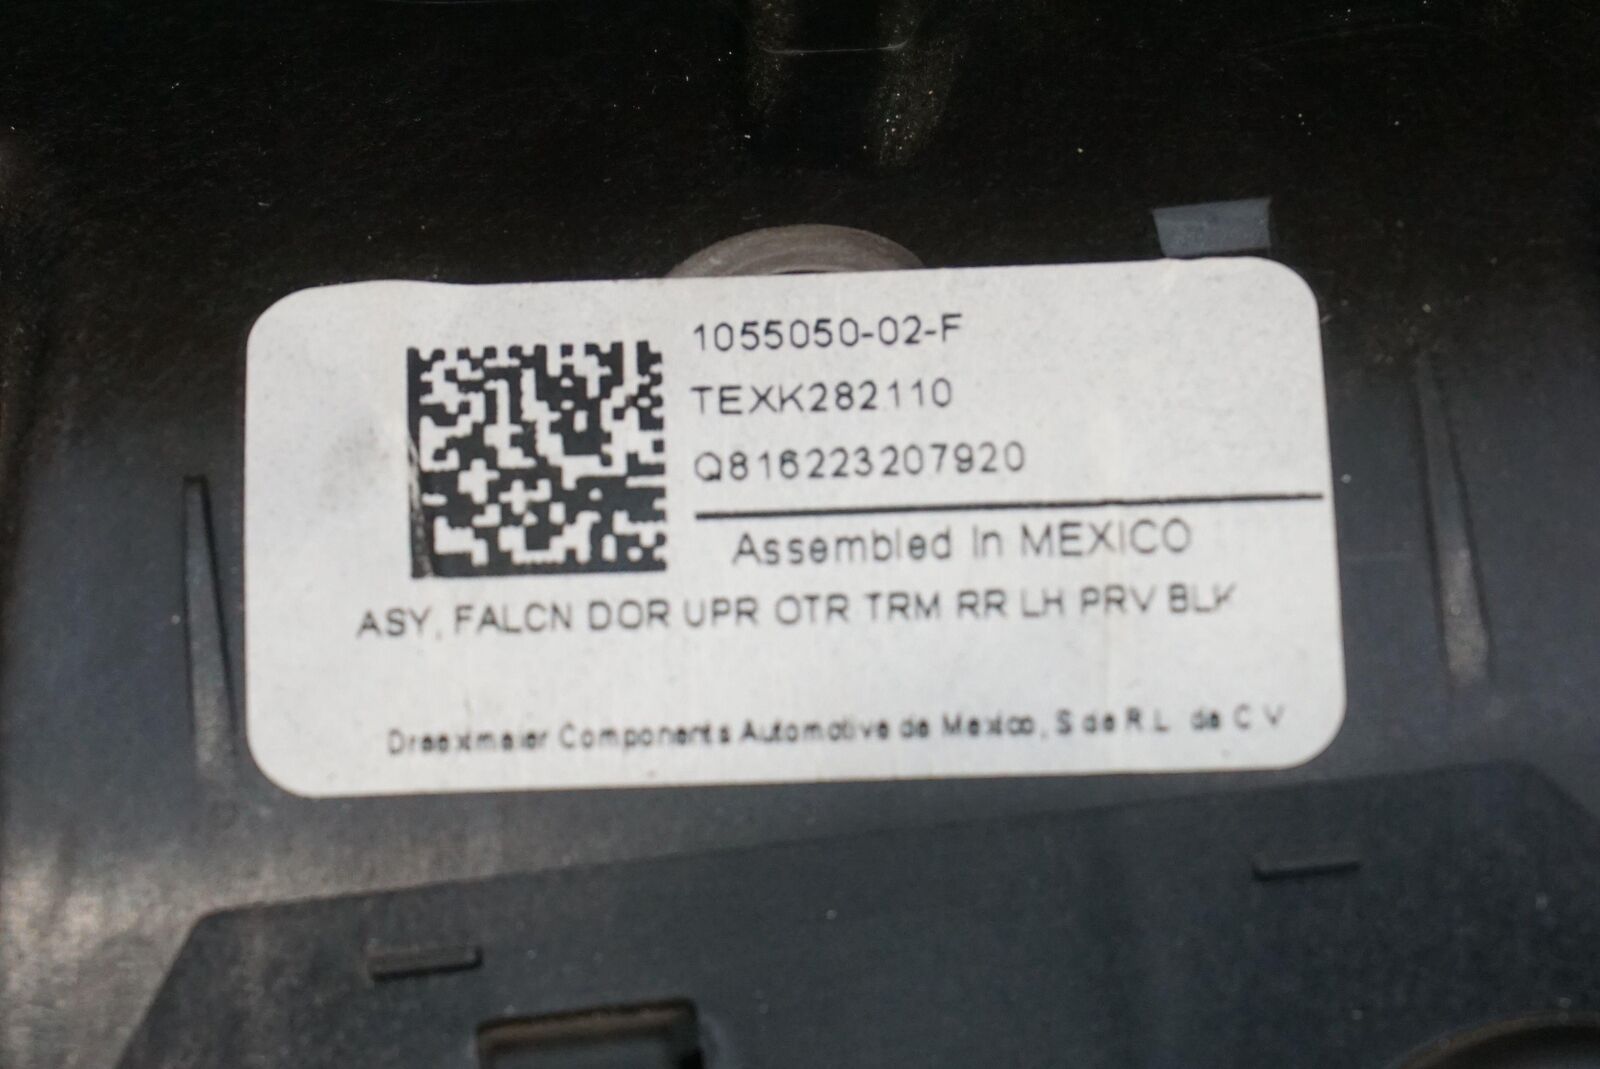 1055050-02-F
TEXK282110
Q816223207920
Assembled In MEXICO
ASY, FALCN DOR UPR OTR TRM RR LH PRV BLK
Draexlmaier Components Automotive de Mexico, S de R L de C V